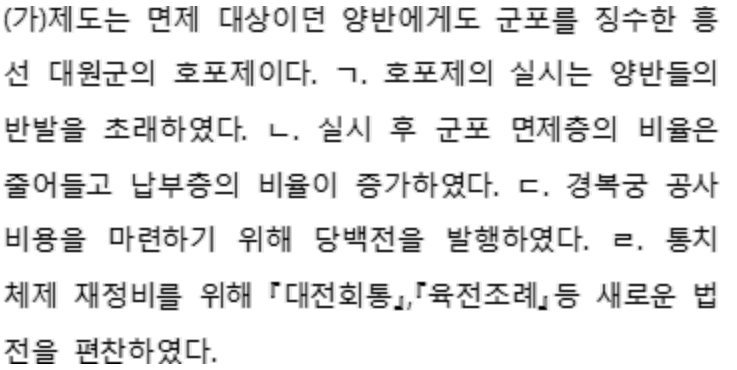 (가)제도는 면제 대상이던 양반에게도 군포를 징수한 흥
선 대원군의 호포제이다. ㄱ. 호포제의 실시는 양반들의
반발을 초래하였다. ㄴ. 실시 후 군포 면제층의 비율은
줄어들고 납부층의 비율이 증가하였다. ㄷ. 경복궁 공사
비용을 마련하기 위해 당백전을 발행하였다. ㄹ. 통치
체제 재정비를 위해 『대전회통』,『육전조례』등 새로운 법
전을 편찬하였다.